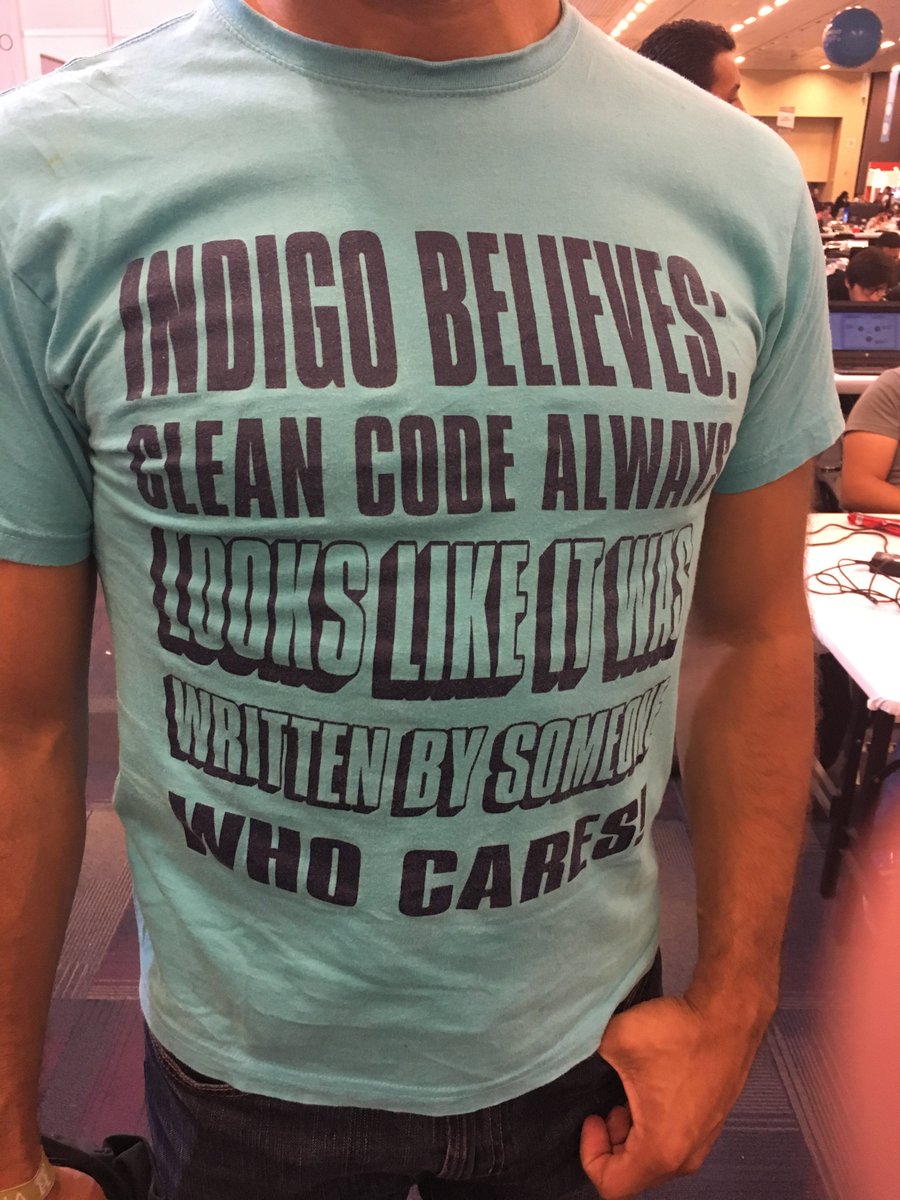 INDIGO BELIEVES:
CLEAN CODE ALWAYS
LOOKS LIKE IT WAS
WRITTEN BY SOMEONE
WHO CARES!